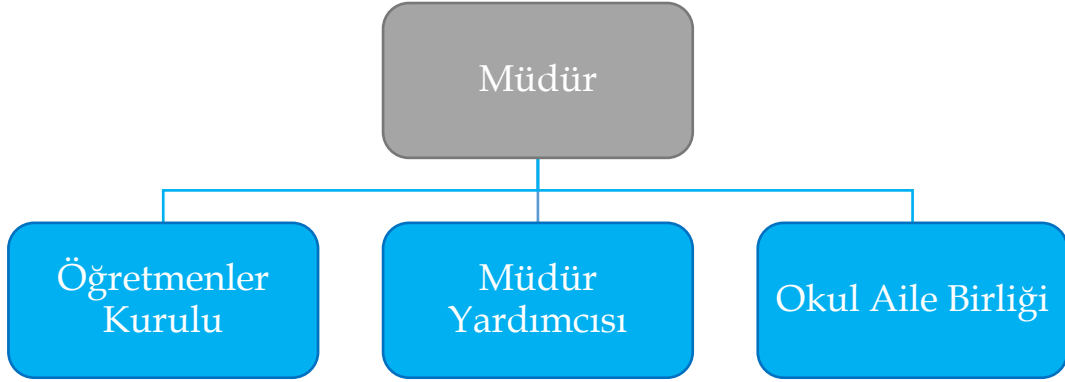 Müdür
Öğretmenler
Kurulu
Müdür
Yardımcısı
Okul Aile Birliği